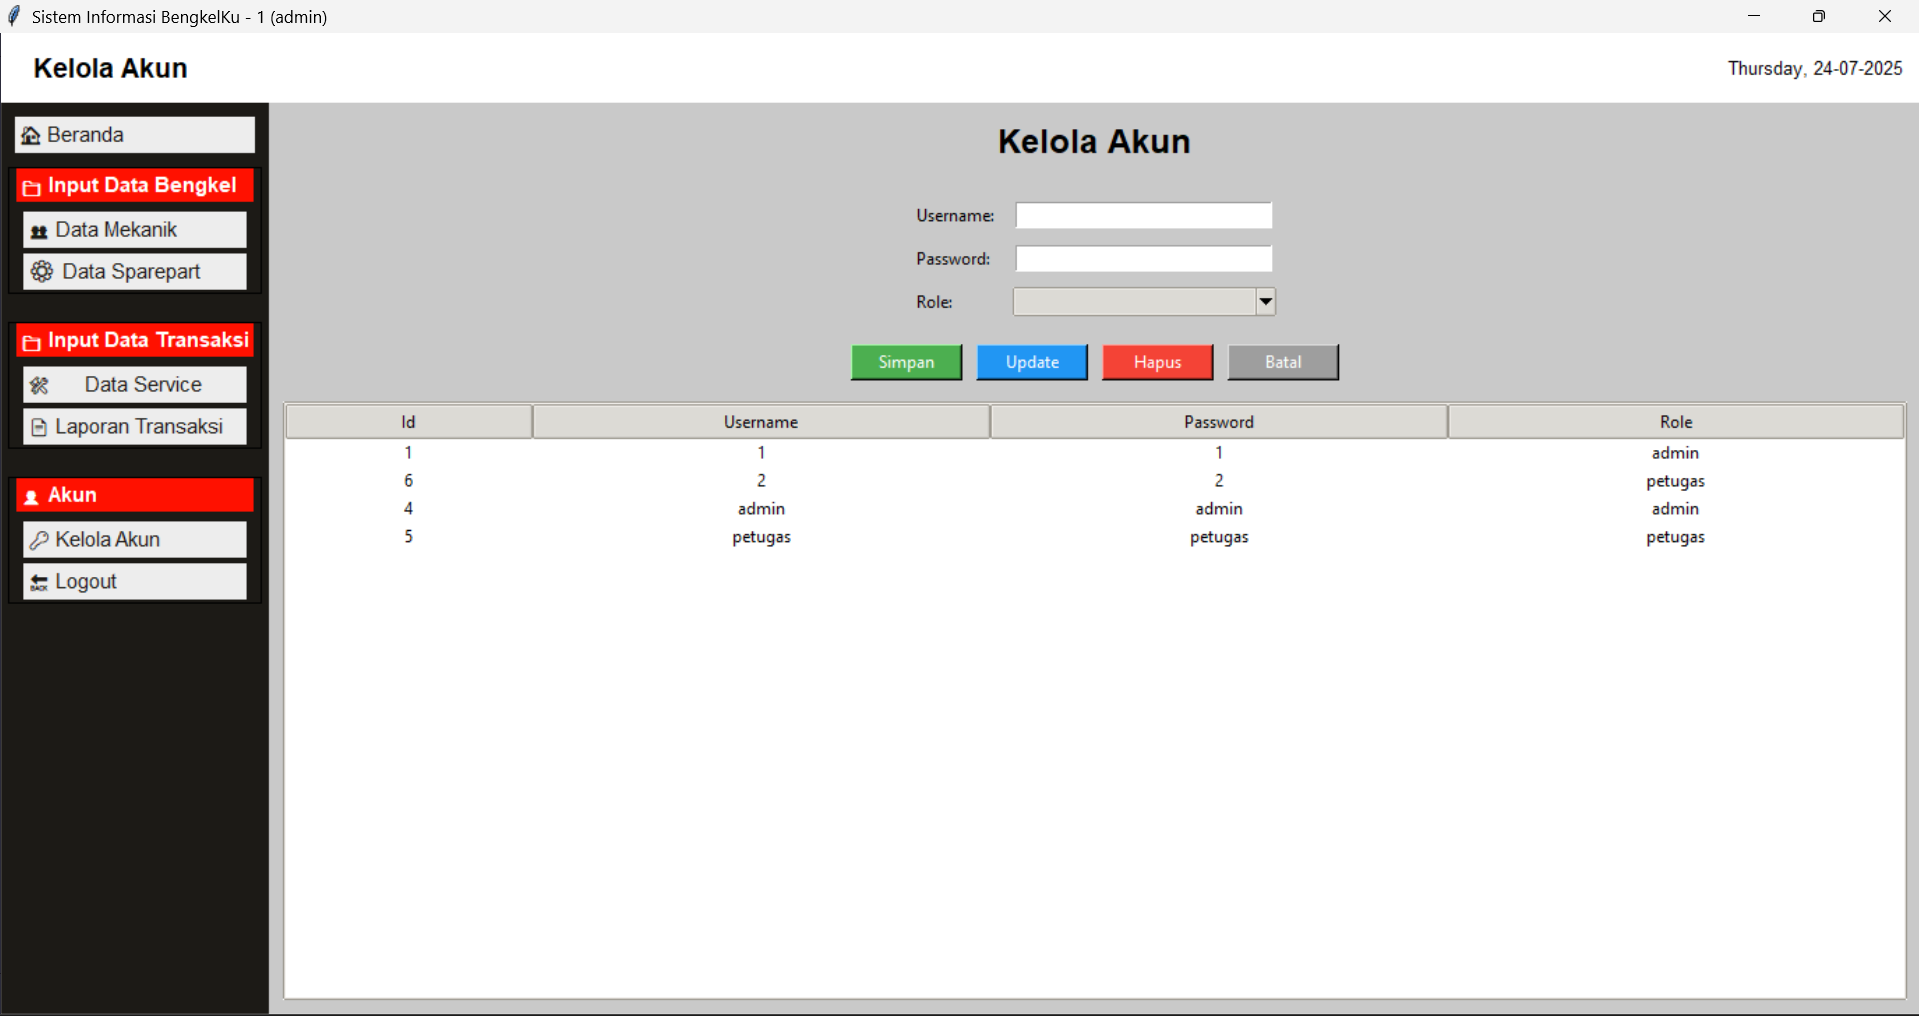 Sistem Informasi BengkelKu - 1 (admin)
Kelola Akun
Thursday, 24-07-2025
Beranda
Input Data Bengkel
Data Mekanik
Data Sparepart
Input Data Transaksi
Data Service
Laporan Transaksi
Akun
Kelola Akun
BACK Logout
Kelola Akun
Username:
Password:
Role:
Simpan Update Hapus Batal
Id Username Password Role
1 1 1 admin
6 2 2 petugas
4 admin admin admin
5 petugas petugas petugas